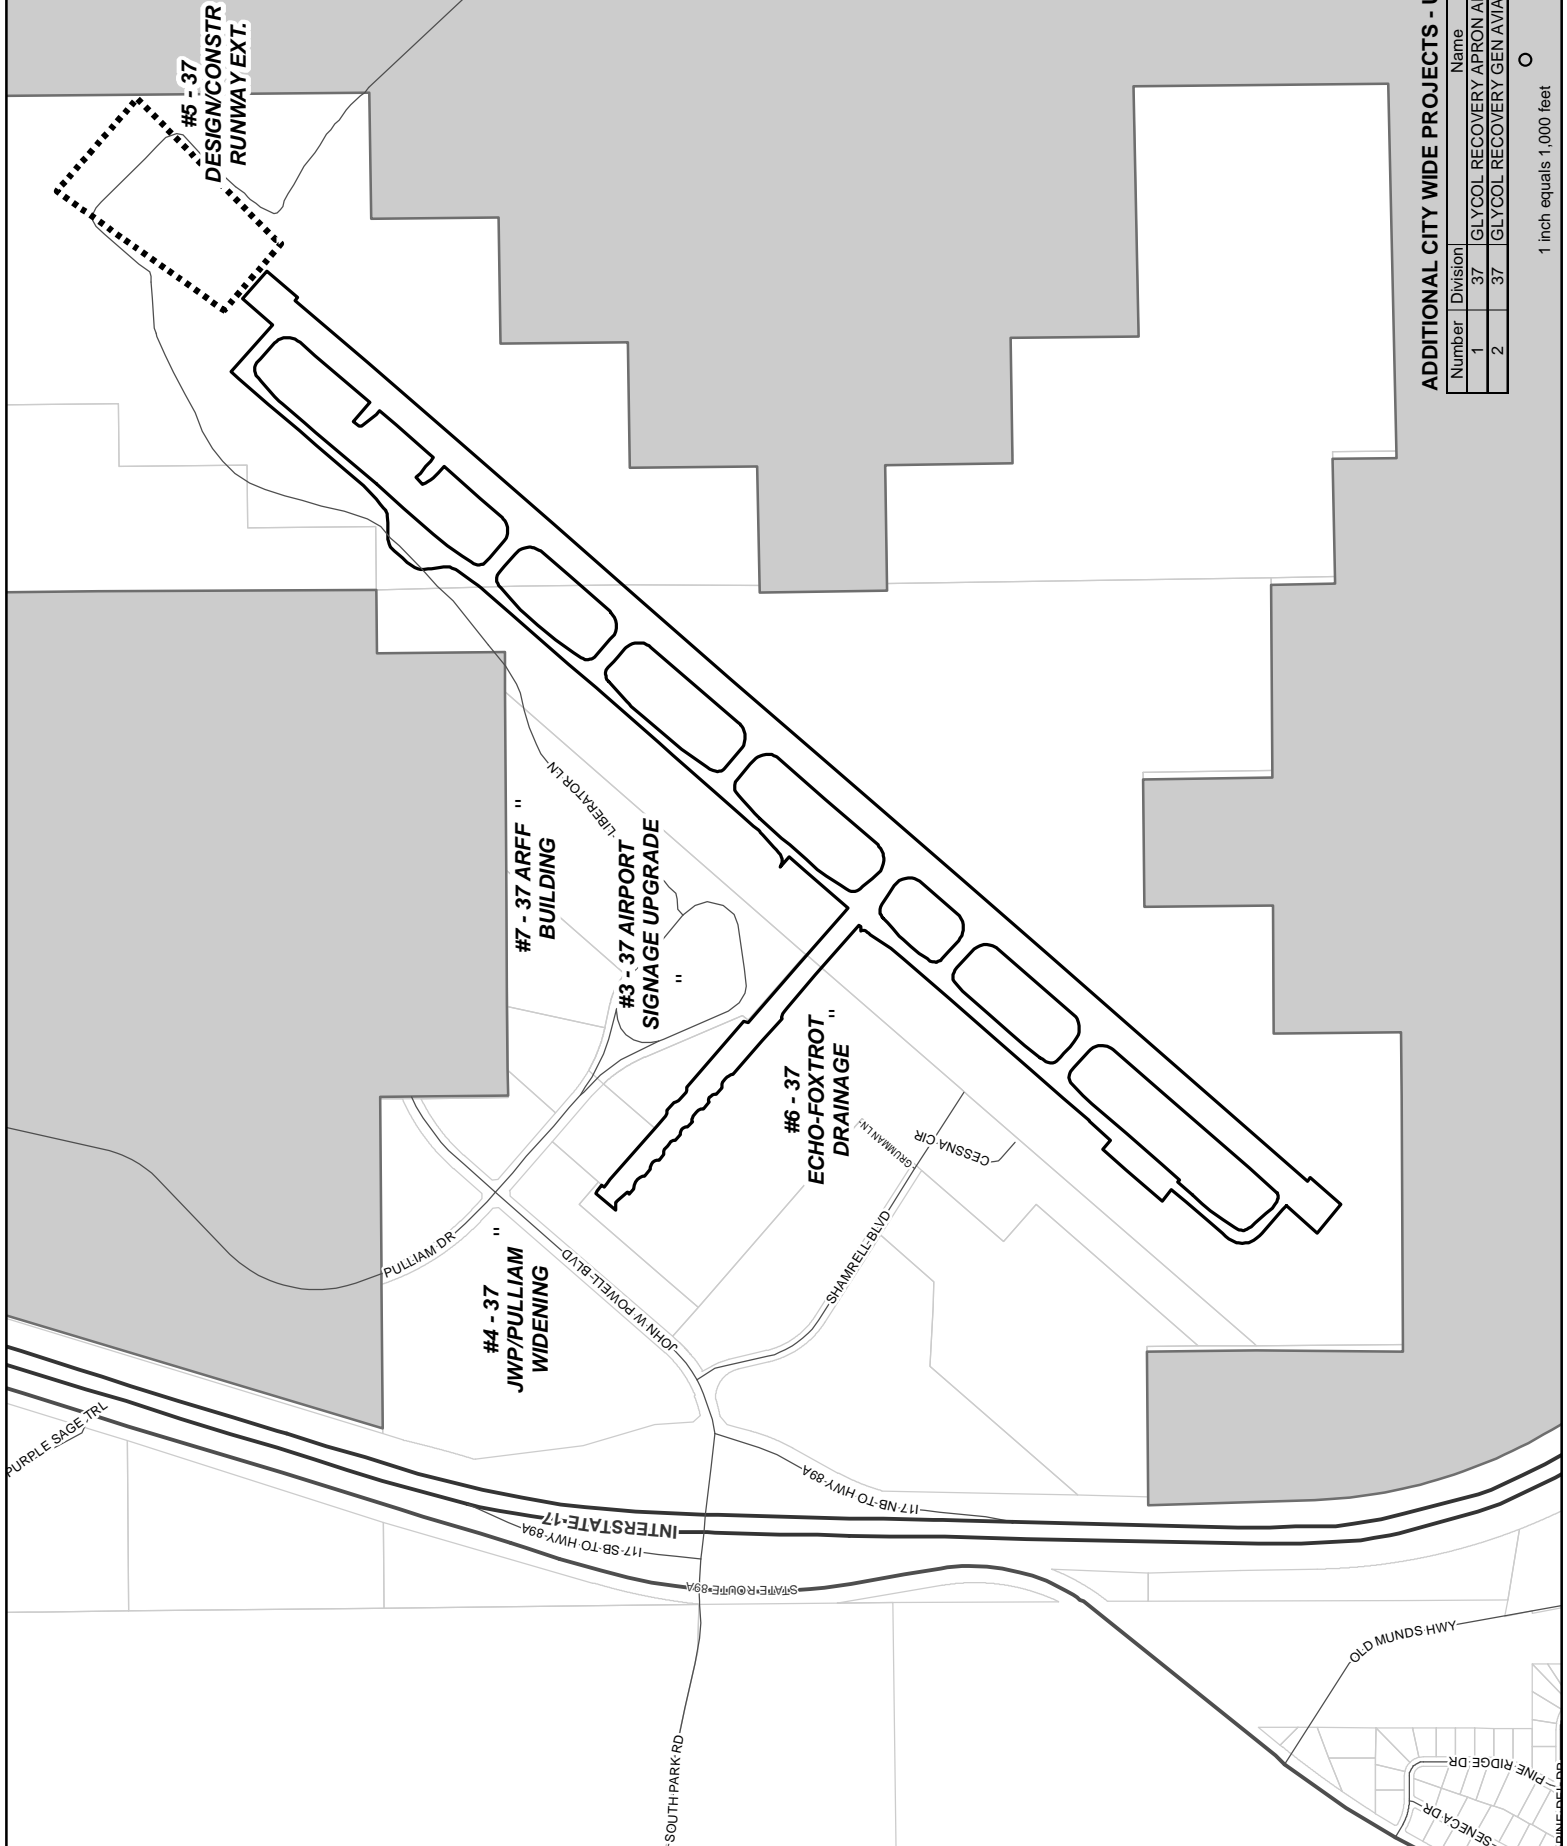 #5 - 37
DESIGN/CONSTR
RUNWAY EXT.
LIBERATOR LN
#7 - 37 ARFF "
BUILDING
#3 - 37 AIRPORT
SIGNAGE UPGRADE
"
#6 - 37
ECHO-FOXTROT "
DRAINAGE
GRUMMAN LN
CESSNA CIR
SHAMRELL BLVD
PULLIAM DR
JOHN W POWELL BLVD
#4 - 37 "
JWP/PULLIAM
WIDENING
PURPLE SAGE TRL
INTERSTATE 17
I17 SB TO HWY 89A
I17 NB TO HWY 89A
STATE ROUTE 89A
SOUTH PARK RD
OLD MUNDS HWY
PINE RIDGE DR
SENECA DR
PINE DEL DR
ADDITIONAL CITY WIDE PROJECTS -
Number Division Name
1 37 GLYCOL RECOVERY APRON
2 37 GLYCOL RECOVERY GEN AVIA
1 inch equals 1,000 feet